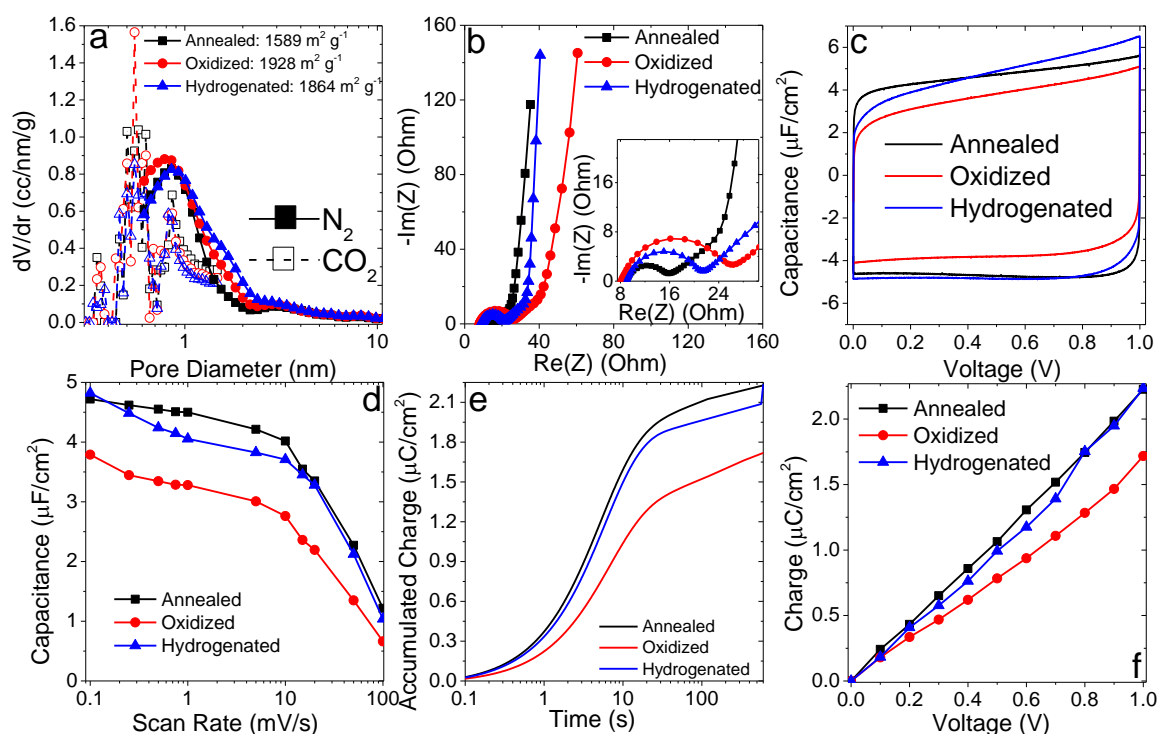 a
Annealed: 1589 m² g⁻¹
Oxidized: 1928 m² g⁻¹
Hydrogenated: 1864 m² g⁻¹
N₂
CO₂
dV/dr (cc/nm/g)
1.6
1.4
1.2
1.0
0.8
0.6
0.4
0.2
0.0
1
10
Pore Diameter (nm)
b
Annealed
Oxidized
Hydrogenated
-Im(Z) (Ohm)
160
120
80
40
0
0 40 80 120 160
Re(Z) (Ohm)
-Im(Z) (Ohm)
16
8
0
8 16 24
Re(Z) (Ohm)
c
Annealed
Oxidized
Hydrogenated
Capacitance (μF/cm²)
6
4
2
0
-2
-4
-6
0.0 0.2 0.4 0.6 0.8 1.0
Voltage (V)
d
Annealed
Oxidized
Hydrogenated
Capacitance (μF/cm²)
5
4
3
2
1
0
0.1 1 10 100
Scan Rate (mV/s)
e
Annealed
Oxidized
Hydrogenated
Accumulated Charge (μC/cm²)
2.1
1.8
1.5
1.2
0.9
0.6
0.3
0.0
0.1 1 10 100
Time (s)
f
Annealed
Oxidized
Hydrogenated
Charge (μC/cm²)
2.0
1.5
1.0
0.5
0.0
0.0 0.2 0.4 0.6 0.8 1.0
Voltage (V)